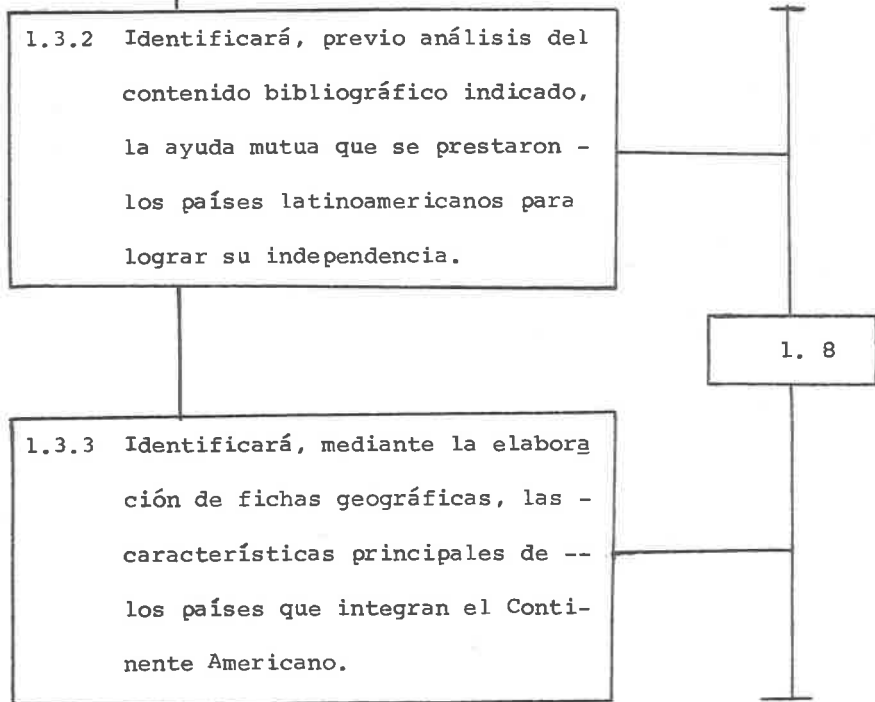 1.3.2 Identificará, previo análisis del
contenido bibliográfico indicado,
la ayuda mutua que se prestaron -
los países latinoamericanos para
lograr su independencia.
1. 8
1.3.3 Identificará, mediante la elabora
ción de fichas geográficas, las -
características principales de --
los países que integran el Conti-
nente Americano.